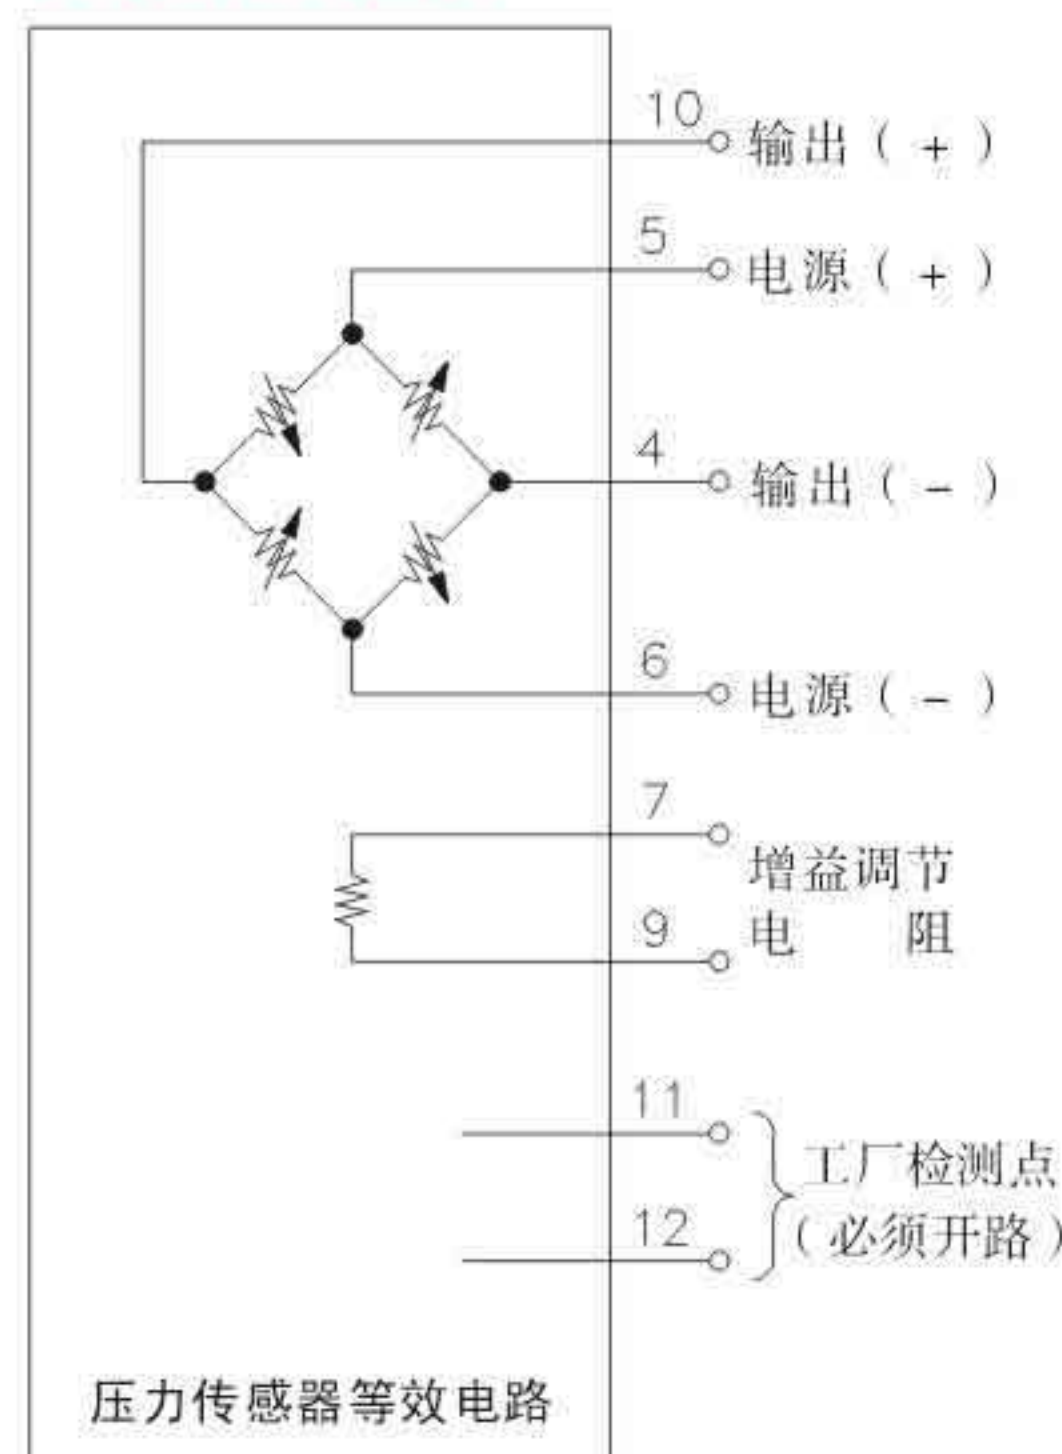 10
输出（+）
5
电源（+）
4
输出（-）
6
电源（-）
7
增益调节
9
电 阻
11
工厂检测点
12
（必须开路）
压力传感器等效电路